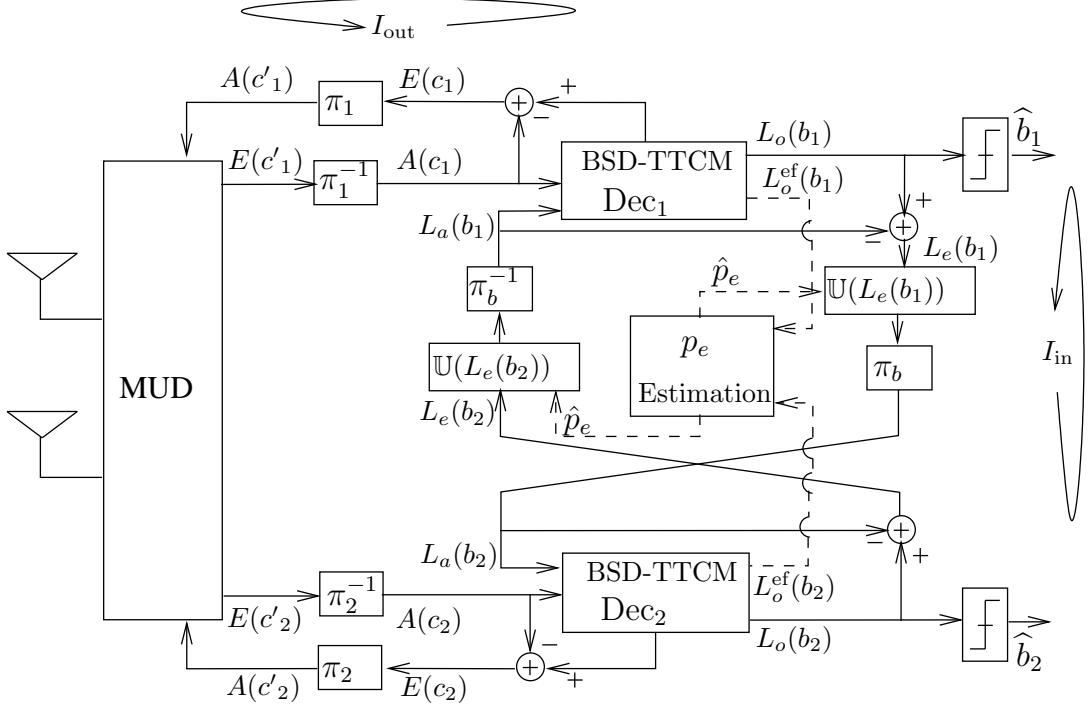 I_out
A(c'_1)
E(c_1)
π_1
+
+
−
E(c'_1)
π_1^{-1}
A(c_1)
BSD-TTCM
Dec_1
L_o(b_1)
L_o^{ef}(b_1)
\hat{b}_1
L_a(b_1)
+
+
−
L_e(b_1)
π_b^{-1}
\hat{p}_e
𝕌(L_e(b_1))
𝕌(L_e(b_2))
p_e
Estimation
π_b
I_in
MUD
L_e(b_2)
\hat{p}_e
+
−
+
L_a(b_2)
BSD-TTCM
Dec_2
L_o^{ef}(b_2)
L_o(b_2)
\hat{b}_2
E(c'_2)
π_2^{-1}
A(c_2)
−
+
+
A(c'_2)
π_2
E(c_2)